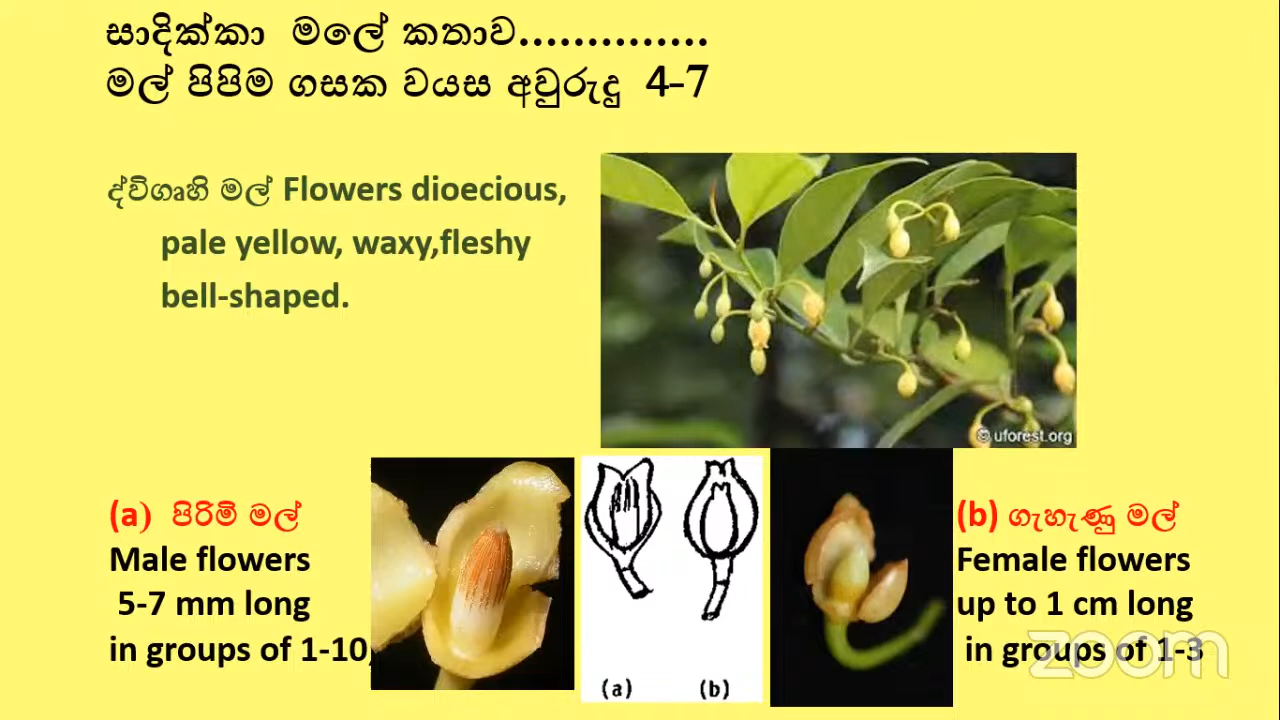 සාදික්කා මලේ කතාව..............
මල් පිපිම ගසක වයස අවුරුදු 4-7
ද්විගෘහි මල් Flowers dioecious,
pale yellow, waxy,fleshy
bell-shaped.
© uforest.org
(a) පිරිමි මල්
Male flowers
5-7 mm long
in groups of 1-10,
(a) (b)
(b) ගැහැණු මල්
Female flowers
up to 1 cm long
in groups of 1-3
zoom